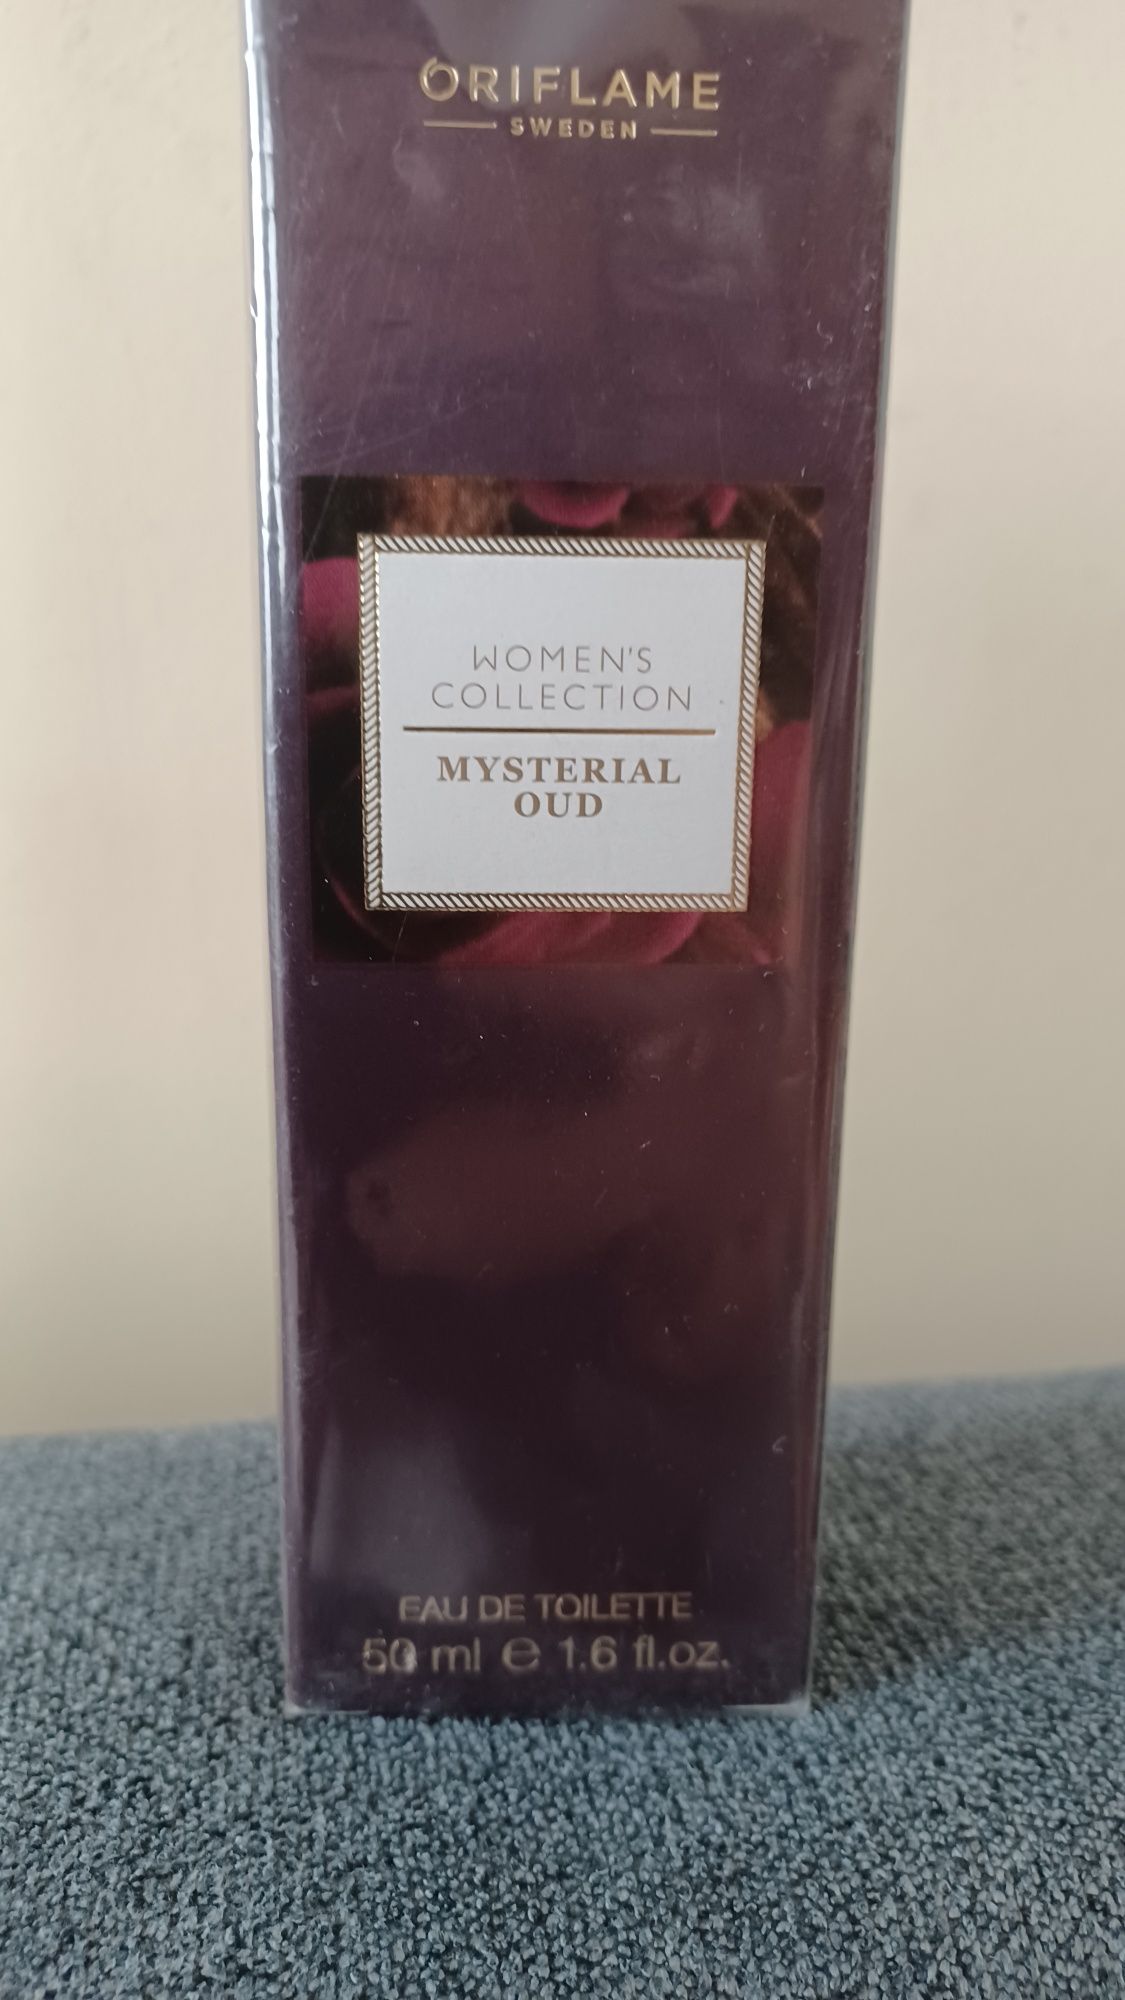 ORIFLAME
SWEDEN
WOMEN'S
COLLECTION
MYSTERIAL
OUD
EAU DE TOILETTE
50 ml e 1.6 fl.oz.